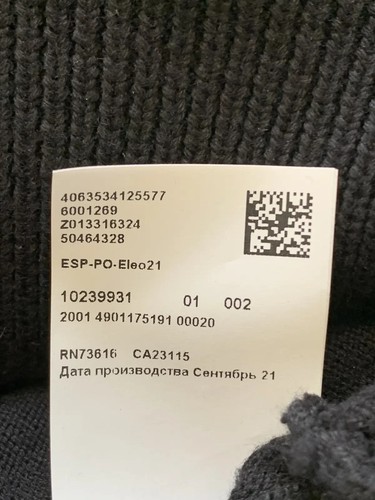 4063534125577
6001269
Z013316324
50464328
ESP-PO-Eleo21
10239931 01 002
2001 4901175191 00020
RN73616 CA23115
Дата производства Сентябрь 21